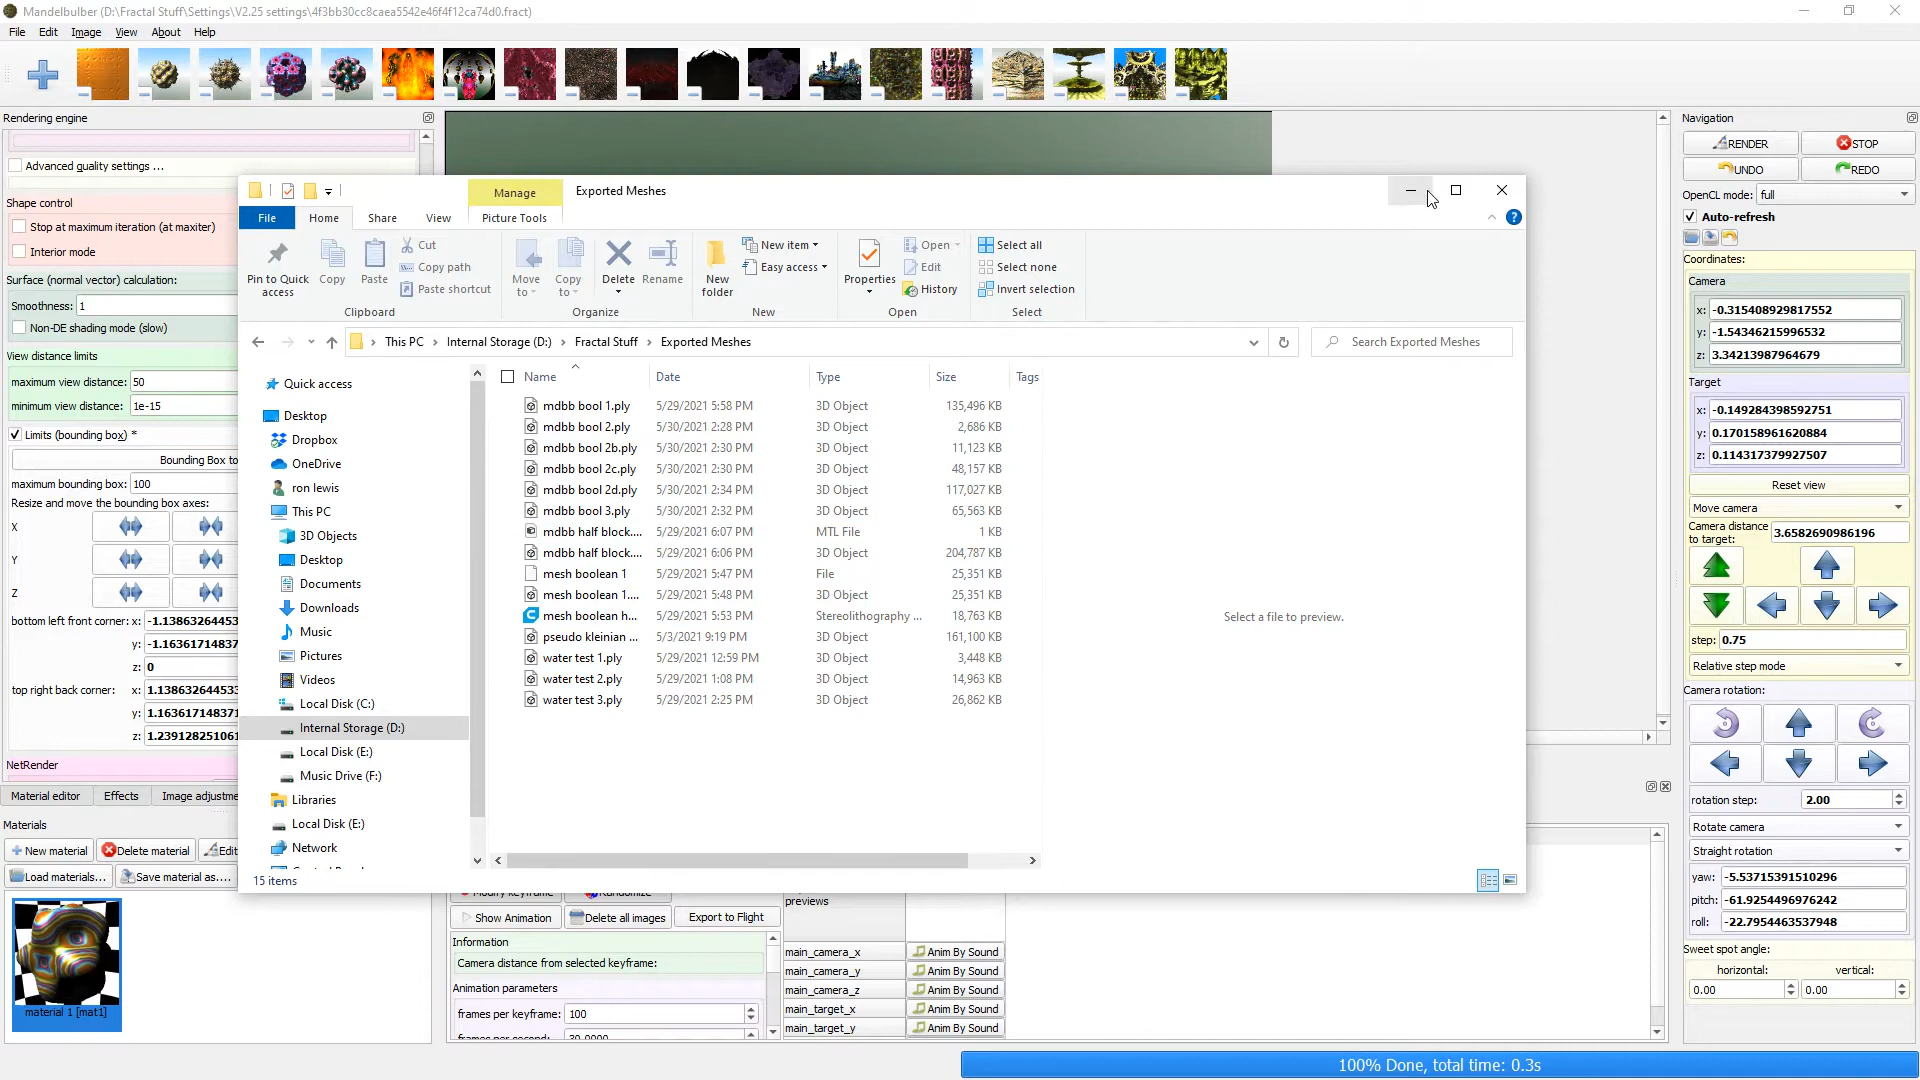 Mandelbulber (D:\Fractal Stuff\Settings\V2.25 settings\4f3bb30cc8caea5542e46f4f12ca74d0.fract)
File Edit Image View About Help
Rendering engine
Navigation
RENDER STOP
UNDO REDO
OpenCL mode: full
Auto-refresh
Coordinates:
Camera
x: -0.315408929817552
y: -1.54346215996532
z: 3.34213987964679
Target
x: -0.149284398592751
y: 0.170158961620884
z: 0.114317379927507
Reset view
Move camera
Camera distance
to target: 3.6582690986196
step: 0.75
Relative step mode
Camera rotation:
rotation step: 2.00
Rotate camera
Straight rotation
yaw: -5.53715391510296
pitch: -61.9254496976242
roll: -22.7954463537948
Sweet spot angle:
horizontal: vertical:
0.00 0.00
Advanced quality settings ...
Shape control
Stop at maximum iteration (at maxiter)
Interior mode
Surface (normal vector) calculation:
Smoothness: 1
Non-DE shading mode (slow)
View distance limits
maximum view distance: 50
minimum view distance: 1e-15
Limits (bounding box) *
Bounding Box to
maximum bounding box: 100
Resize and move the bounding box axes:
X
Y
Z
bottom left front corner: x: -1.13863264453
y: -1.16361714837
z: 0
top right back corner: x: 1.138632644533
y: 1.163617148371
z: 1.239128251061
NetRender
Material editor Effects Image adjustme
Materials
New material Delete material Edit
Load materials... Save material as....
material 1 [mat1]
Manage Exported Meshes
File Home Share View Picture Tools
Pin to Quick access
Copy
Paste
Cut
Copy path
Paste shortcut
Clipboard
Move to
Copy to
Delete
Rename
Organize
New folder
New item
Easy access
New
Properties
Open
Edit
History
Open
Select all
Select none
Invert selection
Select
This PC Internal Storage (D:) Fractal Stuff Exported Meshes
Search Exported Meshes
Quick access
Desktop
Dropbox
OneDrive
ron lewis
This PC
3D Objects
Desktop
Documents
Downloads
Music
Pictures
Videos
Local Disk (C:)
Internal Storage (D:)
Local Disk (E:)
Music Drive (F:)
Libraries
Local Disk (E:)
Network
Name Date Type Size Tags
mdbb bool 1.ply 5/29/2021 5:58 PM 3D Object 135,496 KB
mdbb bool 2.ply 5/30/2021 2:28 PM 3D Object 2,686 KB
mdbb bool 2b.ply 5/30/2021 2:30 PM 3D Object 11,123 KB
mdbb bool 2c.ply 5/30/2021 2:30 PM 3D Object 48,157 KB
mdbb bool 2d.ply 5/30/2021 2:34 PM 3D Object 117,027 KB
mdbb bool 3.ply 5/30/2021 2:32 PM 3D Object 65,563 KB
mdbb half block.... 5/29/2021 6:07 PM MTL File 1 KB
mdbb half block.... 5/29/2021 6:06 PM 3D Object 204,787 KB
mesh boolean 1 5/29/2021 5:47 PM File 25,351 KB
mesh boolean 1.... 5/29/2021 5:48 PM 3D Object 25,351 KB
mesh boolean h... 5/29/2021 5:53 PM Stereolithography ... 18,763 KB
pseudo kleinian ... 5/3/2021 9:19 PM 3D Object 161,100 KB
water test 1.ply 5/29/2021 12:59 PM 3D Object 3,448 KB
water test 2.ply 5/29/2021 1:08 PM 3D Object 14,963 KB
water test 3.ply 5/29/2021 2:25 PM 3D Object 26,862 KB
Select a file to preview.
15 items
Show Animation Delete all images Export to Flight
Information
Camera distance from selected keyframe:
Animation parameters
frames per keyframe: 100
previews
main_camera_x Anim By Sound
main_camera_y Anim By Sound
main_camera_z Anim By Sound
main_target_x Anim By Sound
main_target_y Anim By Sound
100% Done, total time: 0.3s